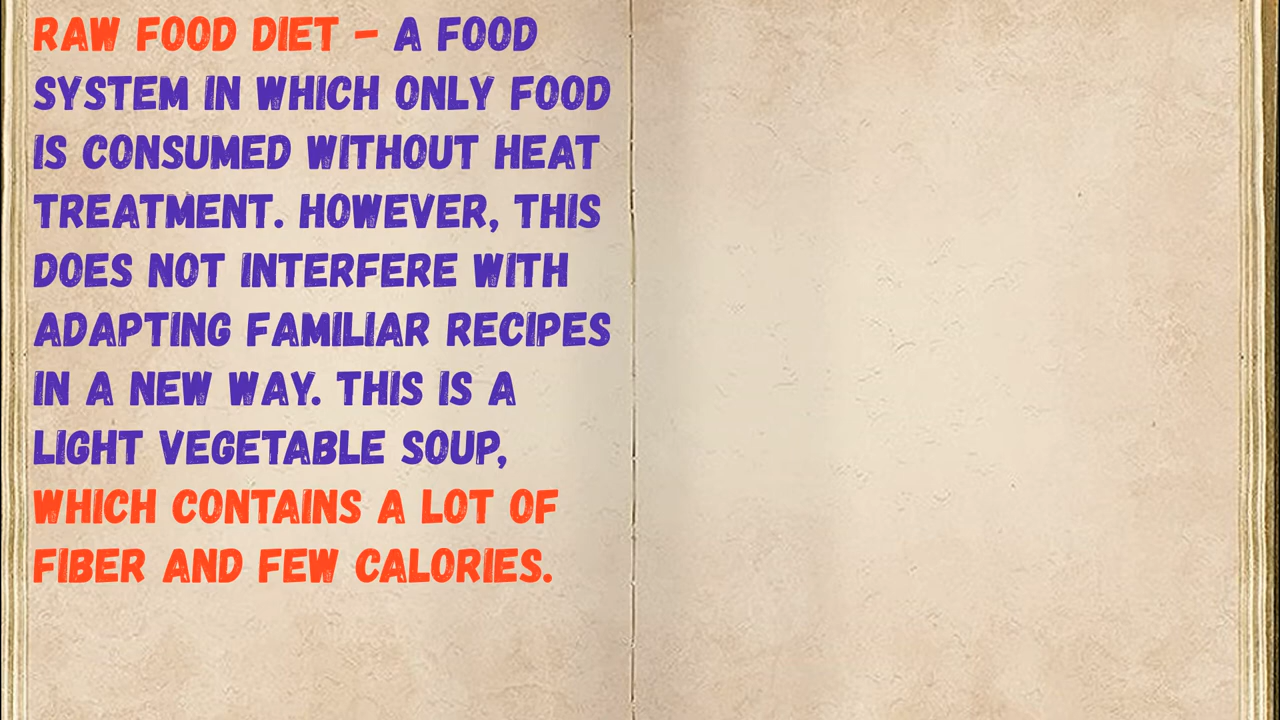 RAW FOOD DIET – A FOOD
SYSTEM IN WHICH ONLY FOOD
IS CONSUMED WITHOUT HEAT
TREATMENT. HOWEVER, THIS
DOES NOT INTERFERE WITH
ADAPTING FAMILIAR RECIPES
IN A NEW WAY. THIS IS A
LIGHT VEGETABLE SOUP,
WHICH CONTAINS A LOT OF
FIBER AND FEW CALORIES.